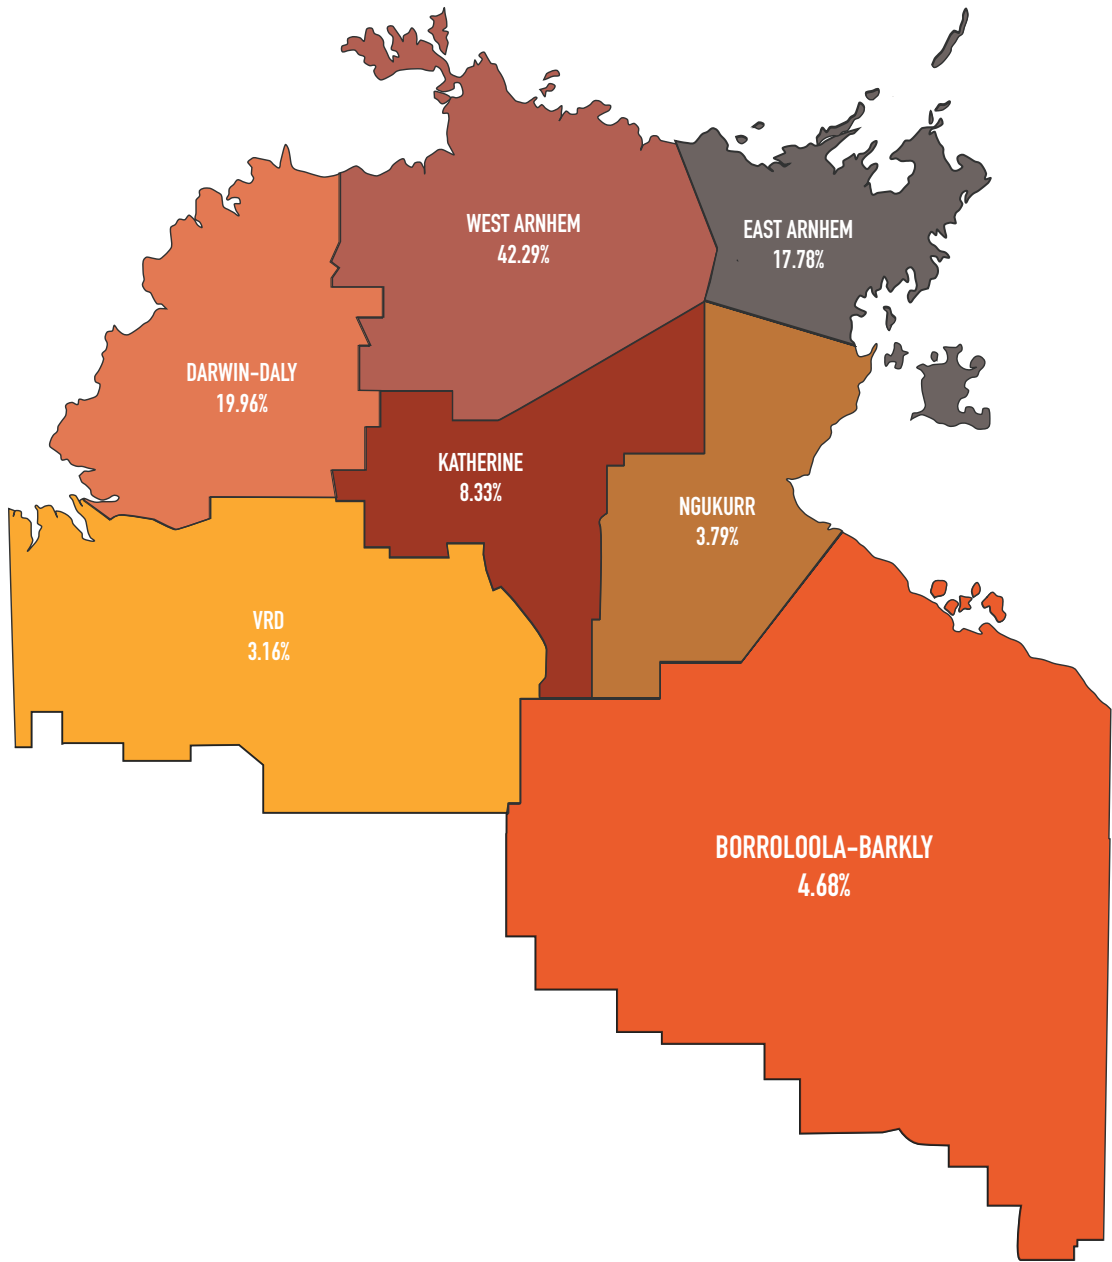 WEST ARNHEM
42.29%
EAST ARNHEM
17.78%
DARWIN-DALY
19.96%
KATHERINE
8.33%
NGUKURR
3.79%
VRD
3.16%
BORROLOOLA-BARKLY
4.68%